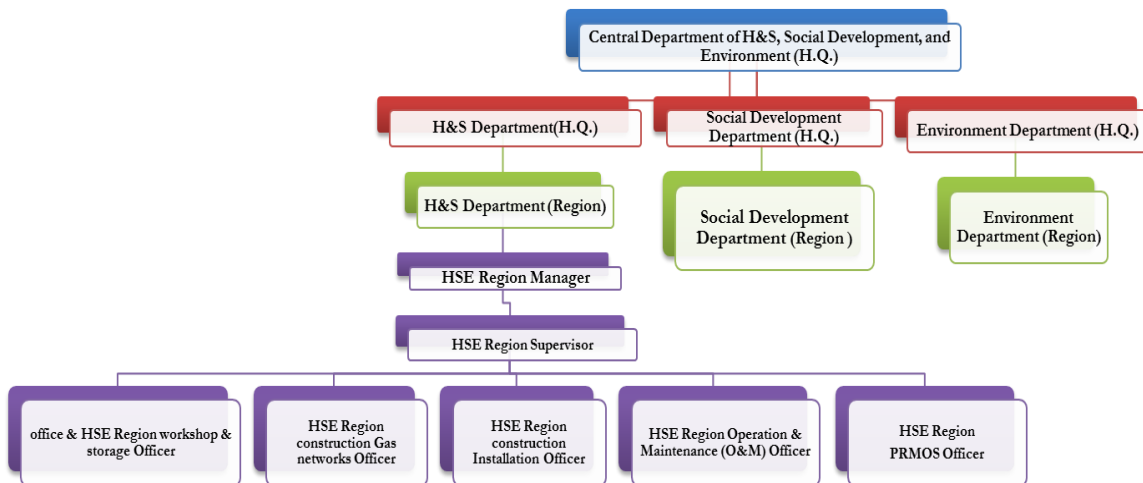 Central Department of H&S, Social Development, and
Environment (H.Q.)
H&S Department(H.Q.)
Social Development
Department (H.Q.)
Environment Department (H.Q.)
H&S Department (Region)
Social Development
Department (Region )
Environment
Department (Region)
HSE Region Manager
HSE Region Supervisor
office & HSE Region workshop &
storage Officer
HSE Region
construction Gas
networks Officer
HSE Region
construction
Installation Officer
HSE Region Operation &
Maintenance (O&M) Officer
HSE Region
PRMOS Officer